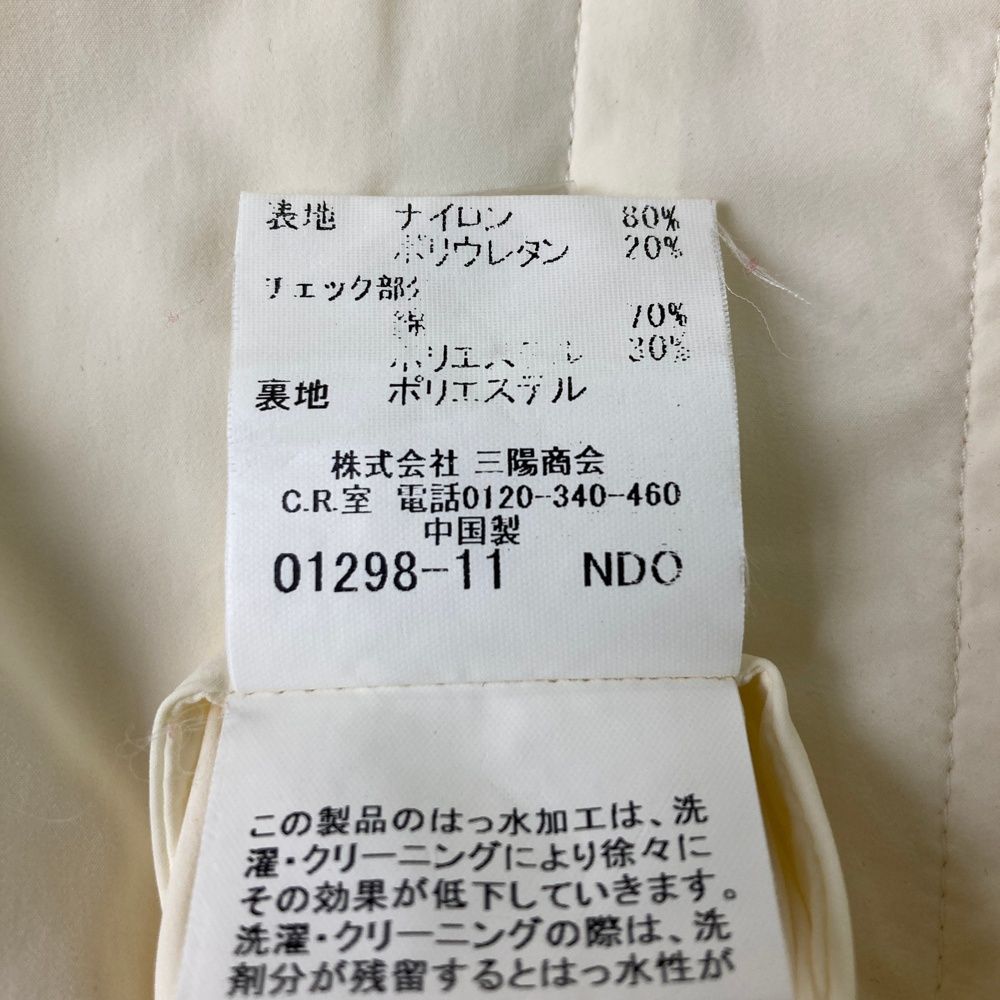 表地 ナイロン 80%
ポリウレタン 20%
チェック部分
綿 70%
ポリエステル 30%
裏地 ポリエステル
株式会社 三陽商会
C.R.室 電話0120-340-460
中国製
01298-11 NDO
この製品のはっ水加工は、洗
濯・クリーニングにより徐々に
その効果が低下していきます。
洗濯・クリーニングの際は、洗
剤分が残留するとはっ水性が